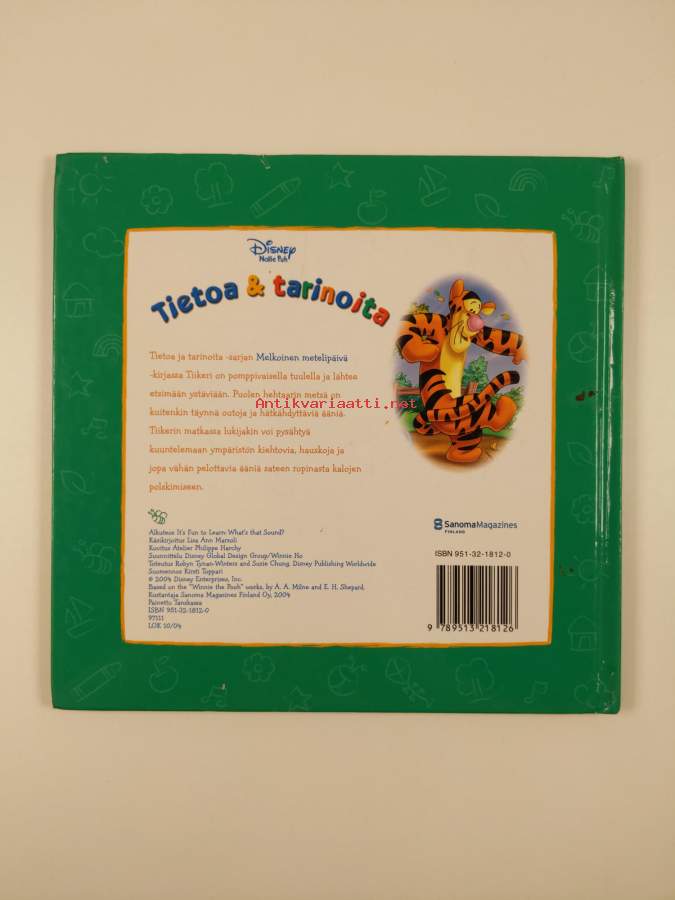 Disney
Nalle Puh
Tietoa & tarinoita
Tietoa ja tarinoita -sarjan Melkoinen metelipäivä
-kirjassa Tiikeri on pomppivaisella tuulella ja lähtee
etsimään ystäviään. Puolen hehtaarin metsä on
kuitenkin täynnä outoja ja hätkähdyttäviä ääniä.
Tiikerin matkassa lukijakin voi pysähtyä
kuuntelemaan ympäristön kiehtovia, hauskoja ja
jopa vähän pelottavia ääniä sateen ropinasta kalojen
polskimiseen.
Antikvariaatti.net
Alkuteos It's Fun to Learn: What's that Sound?
Käsikirjoitus Lisa Ann Marsoli
Kuvitus Atelier Philippe Harchy
Suunnittelu Disney Global Design Group/Winnie Ho
Toteutus Robyn Tynan-Winters and Susie Chung, Disney Publishing Worldwide
Suomennos Kirsti Toppari
© 2004 Disney Enterprises, Inc.
Based on the "Winnie the Pooh" works, by A. A. Milne and E. H. Shepard.
Kustantaja Sanoma Magazines Finland Oy, 2004
Painettu Tanskassa
ISBN 951-32-1812-0
97111
LUK 10/04
SanomaMagazines
FINLAND
ISBN 951-32-1812-0
9 789513 218126